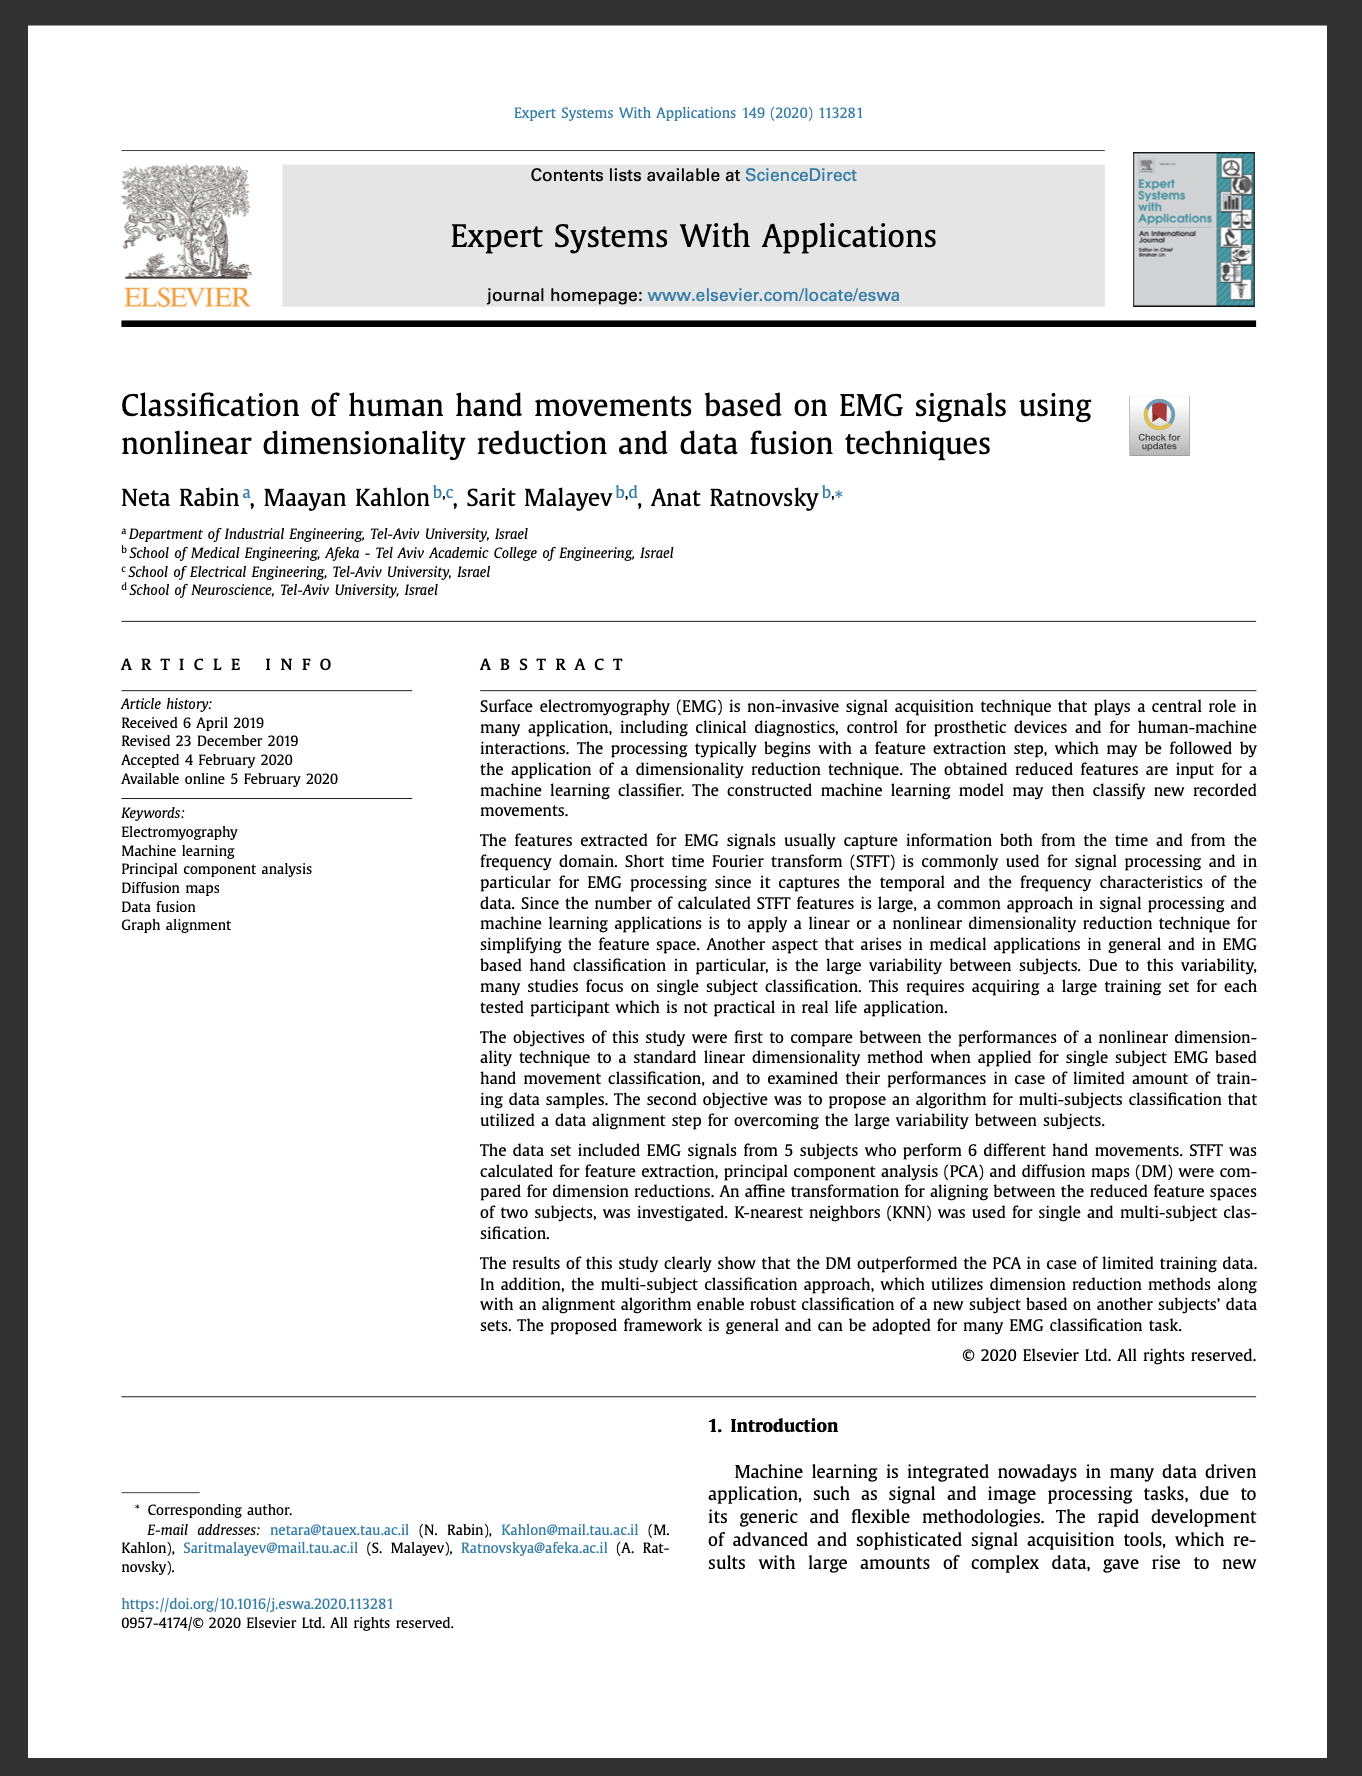 Expert Systems With Applications 149 (2020) 113281
Contents lists available at ScienceDirect
Expert Systems With Applications
journal homepage: www.elsevier.com/locate/eswa
ELSEVIER
Expert
Systems
with
Applications
An International
Journal
Editor-in-Chief
Binshan Lin
Classification of human hand movements based on EMG signals using
nonlinear dimensionality reduction and data fusion techniques
Check for
updates
Neta Rabin a, Maayan Kahlon b,c, Sarit Malayev b,d, Anat Ratnovsky b,*
a Department of Industrial Engineering, Tel-Aviv University, Israel
b School of Medical Engineering, Afeka - Tel Aviv Academic College of Engineering, Israel
c School of Electrical Engineering, Tel-Aviv University, Israel
d School of Neuroscience, Tel-Aviv University, Israel
ARTICLE INFO
Article history:
Received 6 April 2019
Revised 23 December 2019
Accepted 4 February 2020
Available online 5 February 2020
Keywords:
Electromyography
Machine learning
Principal component analysis
Diffusion maps
Data fusion
Graph alignment
ABSTRACT
Surface electromyography (EMG) is non-invasive signal acquisition technique that plays a central role in
many application, including clinical diagnostics, control for prosthetic devices and for human-machine
interactions. The processing typically begins with a feature extraction step, which may be followed by
the application of a dimensionality reduction technique. The obtained reduced features are input for a
machine learning classifier. The constructed machine learning model may then classify new recorded
movements.
The features extracted for EMG signals usually capture information both from the time and from the
frequency domain. Short time Fourier transform (STFT) is commonly used for signal processing and in
particular for EMG processing since it captures the temporal and the frequency characteristics of the
data. Since the number of calculated STFT features is large, a common approach in signal processing and
machine learning applications is to apply a linear or a nonlinear dimensionality reduction technique for
simplifying the feature space. Another aspect that arises in medical applications in general and in EMG
based hand classification in particular, is the large variability between subjects. Due to this variability,
many studies focus on single subject classification. This requires acquiring a large training set for each
tested participant which is not practical in real life application.
The objectives of this study were first to compare between the performances of a nonlinear dimension-
ality technique to a standard linear dimensionality method when applied for single subject EMG based
hand movement classification, and to examined their performances in case of limited amount of train-
ing data samples. The second objective was to propose an algorithm for multi-subjects classification that
utilized a data alignment step for overcoming the large variability between subjects.
The data set included EMG signals from 5 subjects who perform 6 different hand movements. STFT was
calculated for feature extraction, principal component analysis (PCA) and diffusion maps (DM) were com-
pared for dimension reductions. An affine transformation for aligning between the reduced feature spaces
of two subjects, was investigated. K-nearest neighbors (KNN) was used for single and multi-subject clas-
sification.
The results of this study clearly show that the DM outperformed the PCA in case of limited training data.
In addition, the multi-subject classification approach, which utilizes dimension reduction methods along
with an alignment algorithm enable robust classification of a new subject based on another subjects' data
sets. The proposed framework is general and can be adopted for many EMG classification task.
© 2020 Elsevier Ltd. All rights reserved.
* Corresponding author.
E-mail addresses: netara@tauex.tau.ac.il (N. Rabin), Kahlon@mail.tau.ac.il (M.
Kahlon), Saritmalayev@mail.tau.ac.il (S. Malayev), Ratnovskya@afeka.ac.il (A. Rat-
novsky).
https://doi.org/10.1016/j.eswa.2020.113281
0957-4174/© 2020 Elsevier Ltd. All rights reserved.
1. Introduction
Machine learning is integrated nowadays in many data driven
application, such as signal and image processing tasks, due to
its generic and flexible methodologies. The rapid development
of advanced and sophisticated signal acquisition tools, which re-
sults with large amounts of complex data, gave rise to new